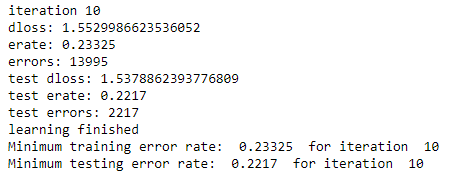 iteration 10
dloss: 1.5529986623536052
erate: 0.23325
errors: 13995
test dloss: 1.5378862393776809
test erate: 0.2217
test errors: 2217
learning finished
Minimum training error rate:  0.23325  for iteration  10
Minimum testing error rate:  0.2217  for iteration  10